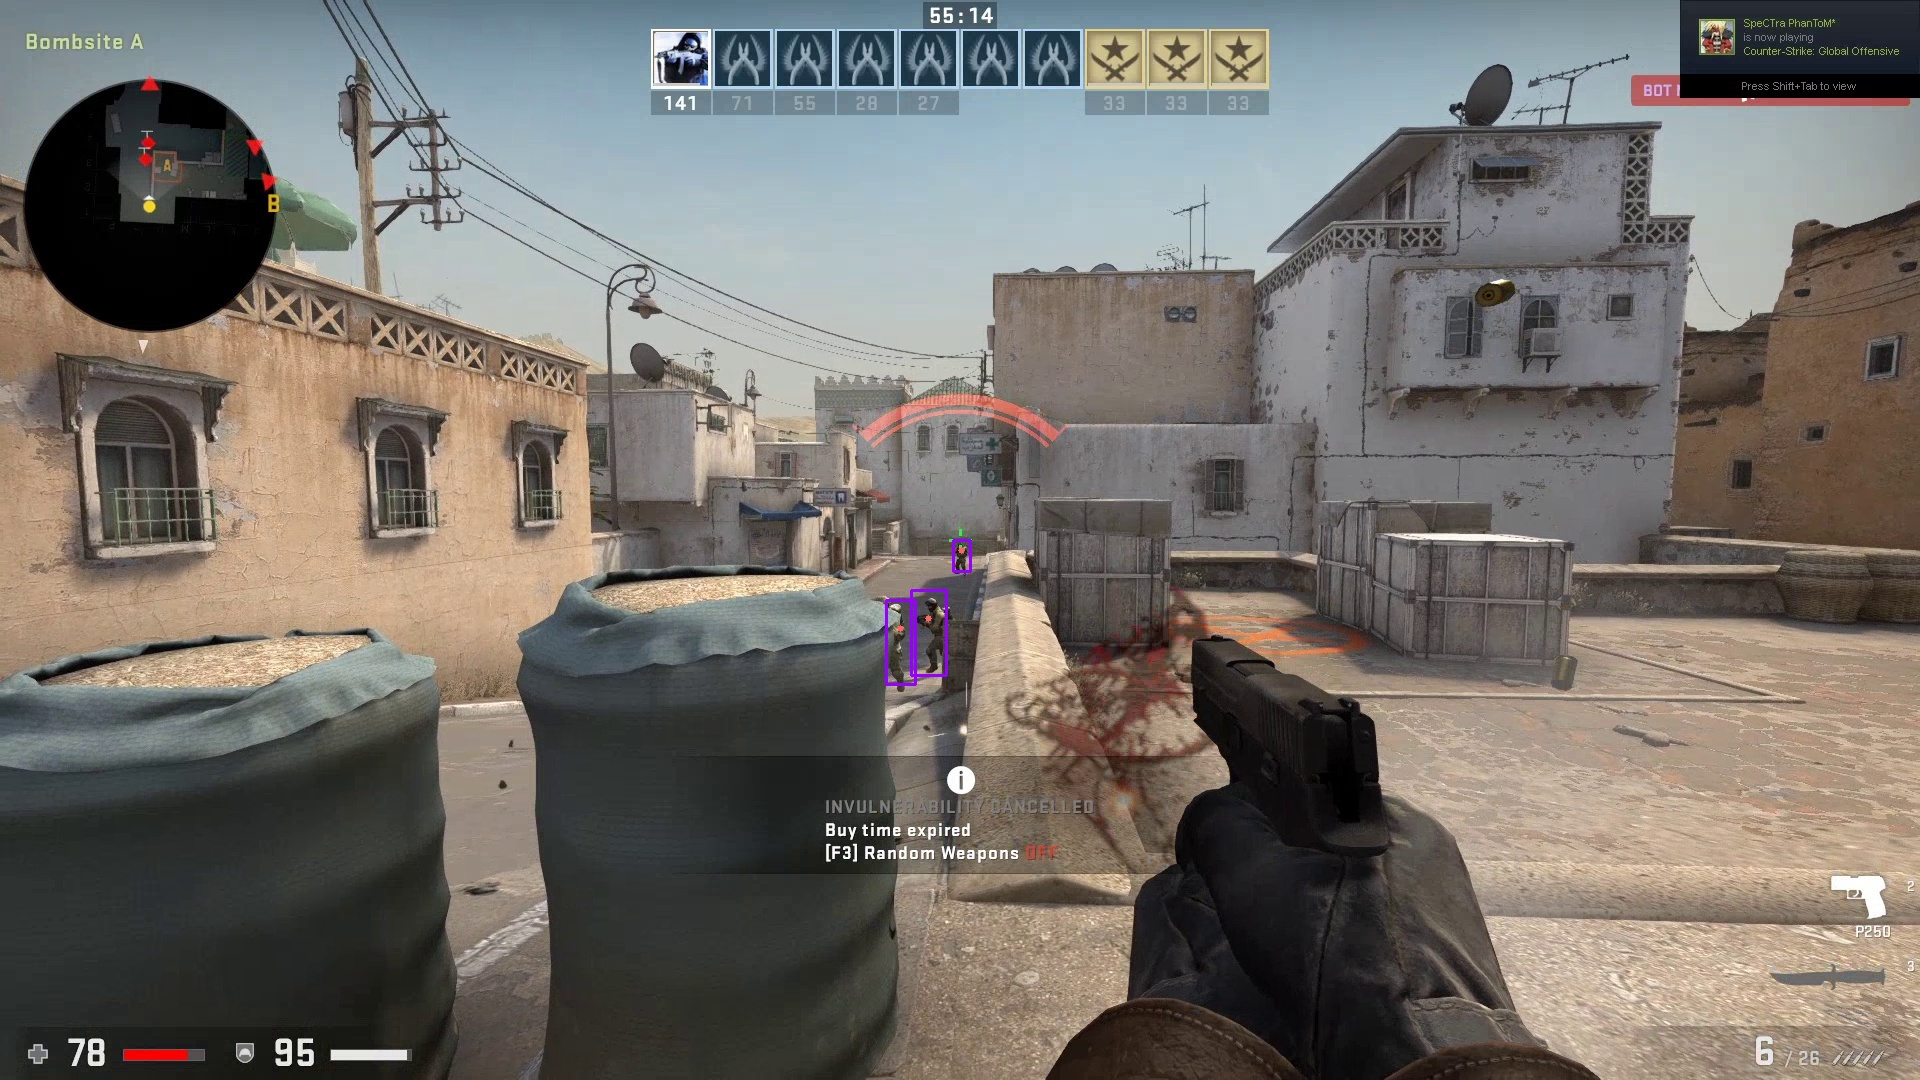 55:14
SpeCTra PhanToM*
is now playing
Counter-Strike: Global Offensive
Press Shift+Tab to view
Bombsite A
BOT
141 71 55 28 27 33 33 33
A
B
INVULNERABILITY CANCELLED
Buy time expired
[F3] Random Weapons OFF
2
P250
3
78 95
6 / 26